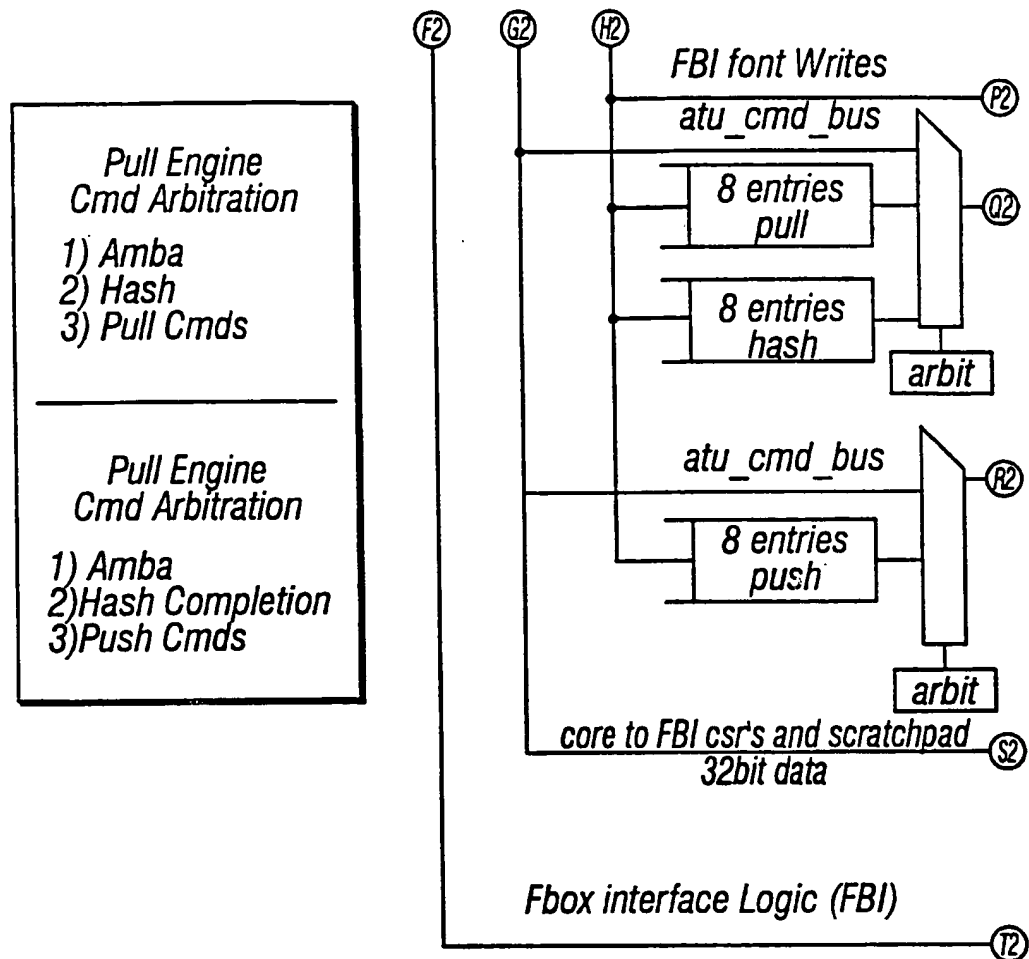 F2
G2
H2
FBI font Writes
P2
atu_cmd_bus
8 entries
pull
Q2
8 entries
hash
arbit
Pull Engine
Cmd Arbitration
1) Amba
2) Hash
3) Pull Cmds
Pull Engine
Cmd Arbitration
1) Amba
2)Hash Completion
3)Push Cmds
atu_cmd_bus
R2
8 entries
push
arbit
core to FBI csr's and scratchpad
32bit data
S2
Fbox interface Logic (FBI)
T2